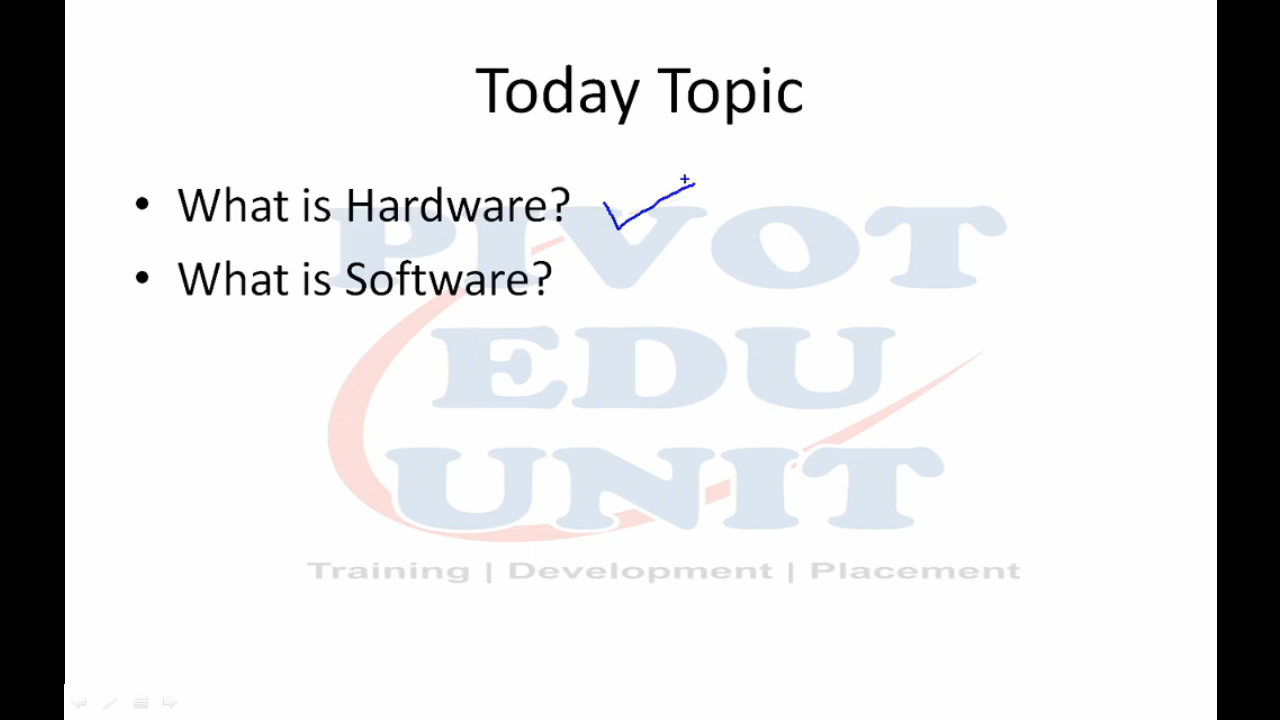 Today Topic
• What is Hardware?
• What is Software?
PIVOT
EDU
UNIT
Training | Development | Placement